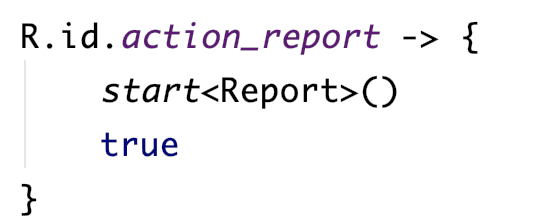 R.id.action_report -> {
start<Report>()
true
}